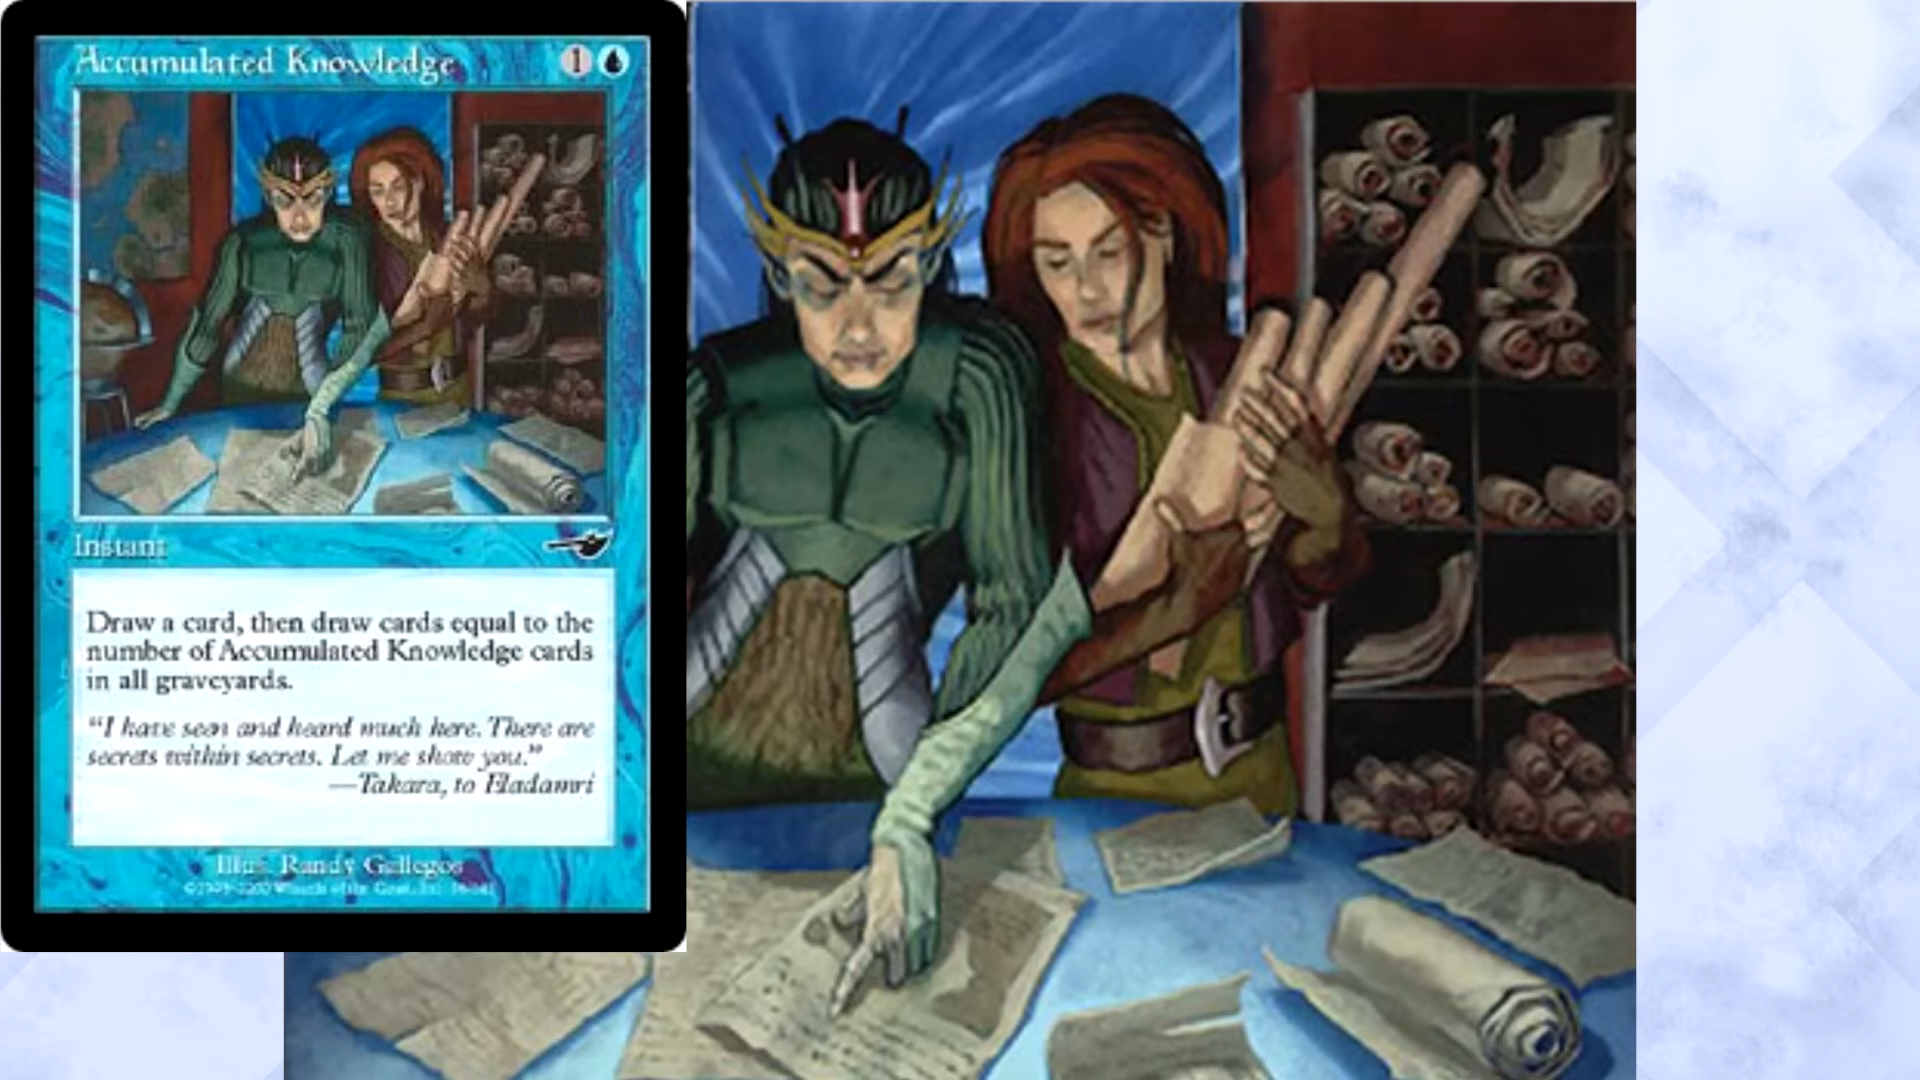 Accumulated Knowledge 1
Instant
Draw a card, then draw cards equal to the
number of Accumulated Knowledge cards
in all graveyards.
“I have seen and heard much here. There are
secrets within secrets. Let me show you.”
—Takara, to Eladamri
Illus. Randy Gallegos